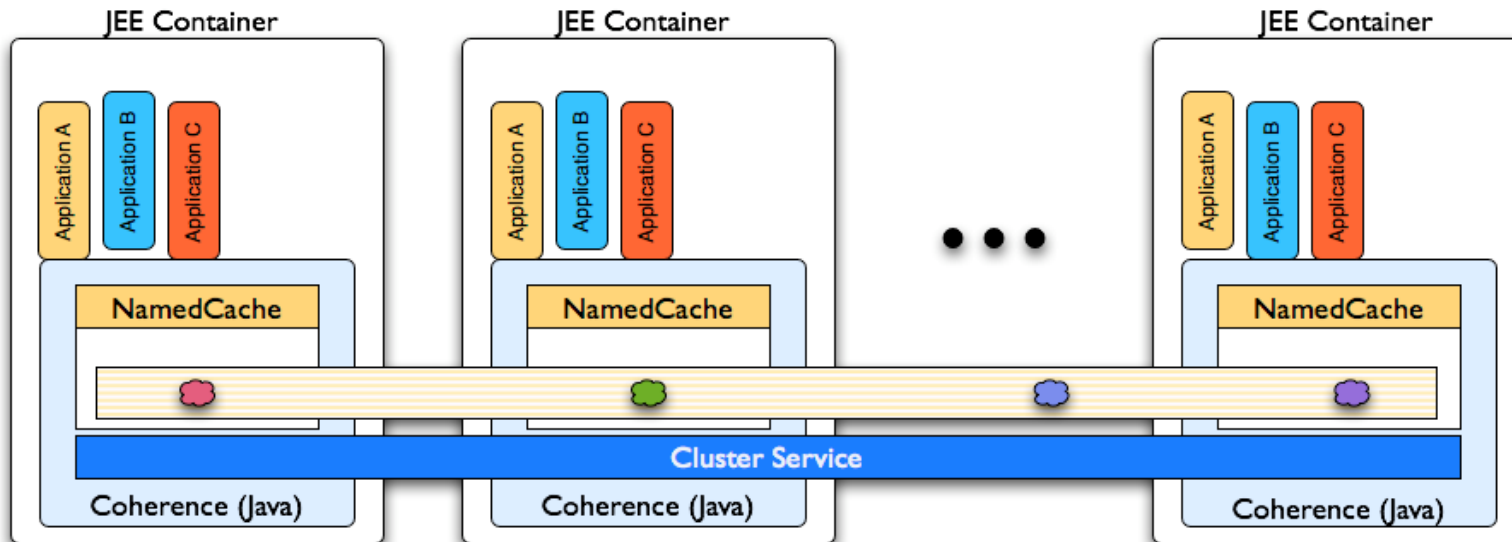 JEE Container
JEE Container
JEE Container
Application A
Application B
Application C
Application A
Application B
Application C
Application A
Application B
Application C
NamedCache
NamedCache
NamedCache
Cluster Service
Coherence (Java)
Coherence (Java)
Coherence (Java)